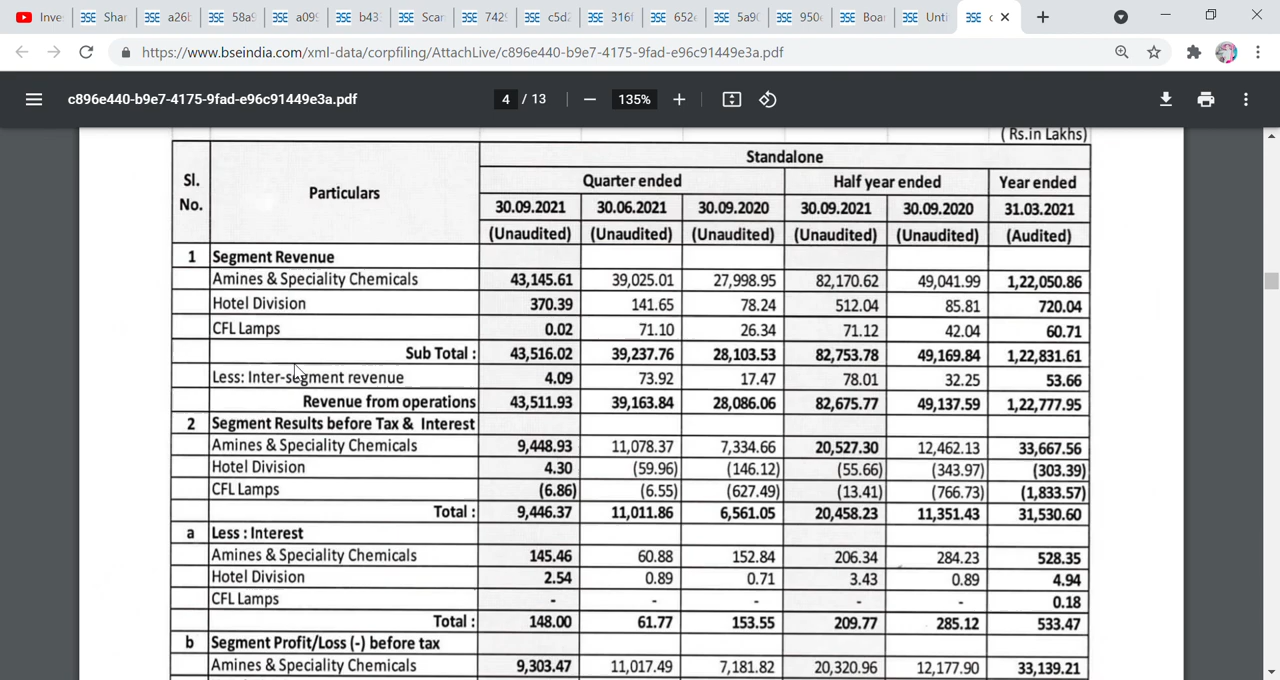 Inve Shar a26b 58a9 a099 b43 Scar 742 c5d 316f 652 5a90 950 Boar Unti c
https://www.bseindia.com/xml-data/corpfiling/AttachLive/c896e440-b9e7-4175-9fad-e96c91449e3a.pdf
c896e440-b9e7-4175-9fad-e96c91449e3a.pdf 4 / 13 135%
( Rs.in Lakhs)
Sl. No. Particulars Standalone
Quarter ended Half year ended Year ended
30.09.2021 30.06.2021 30.09.2020 30.09.2021 30.09.2020 31.03.2021
(Unaudited) (Unaudited) (Unaudited) (Unaudited) (Unaudited) (Audited)
1 Segment Revenue
Amines & Speciality Chemicals 43,145.61 39,025.01 27,998.95 82,170.62 49,041.99 1,22,050.86
Hotel Division 370.39 141.65 78.24 512.04 85.81 720.04
CFL Lamps 0.02 71.10 26.34 71.12 42.04 60.71
Sub Total : 43,516.02 39,237.76 28,103.53 82,753.78 49,169.84 1,22,831.61
Less: Inter-segment revenue 4.09 73.92 17.47 78.01 32.25 53.66
Revenue from operations 43,511.93 39,163.84 28,086.06 82,675.77 49,137.59 1,22,777.95
2 Segment Results before Tax & Interest
Amines & Speciality Chemicals 9,448.93 11,078.37 7,334.66 20,527.30 12,462.13 33,667.56
Hotel Division 4.30 (59.96) (146.12) (55.66) (343.97) (303.39)
CFL Lamps (6.86) (6.55) (627.49) (13.41) (766.73) (1,833.57)
Total : 9,446.37 11,011.86 6,561.05 20,458.23 11,351.43 31,530.60
a Less : Interest
Amines & Speciality Chemicals 145.46 60.88 152.84 206.34 284.23 528.35
Hotel Division 2.54 0.89 0.71 3.43 0.89 4.94
CFL Lamps - - - - - 0.18
Total : 148.00 61.77 153.55 209.77 285.12 533.47
b Segment Profit/Loss (-) before tax
Amines & Speciality Chemicals 9,303.47 11,017.49 7,181.82 20,320.96 12,177.90 33,139.21